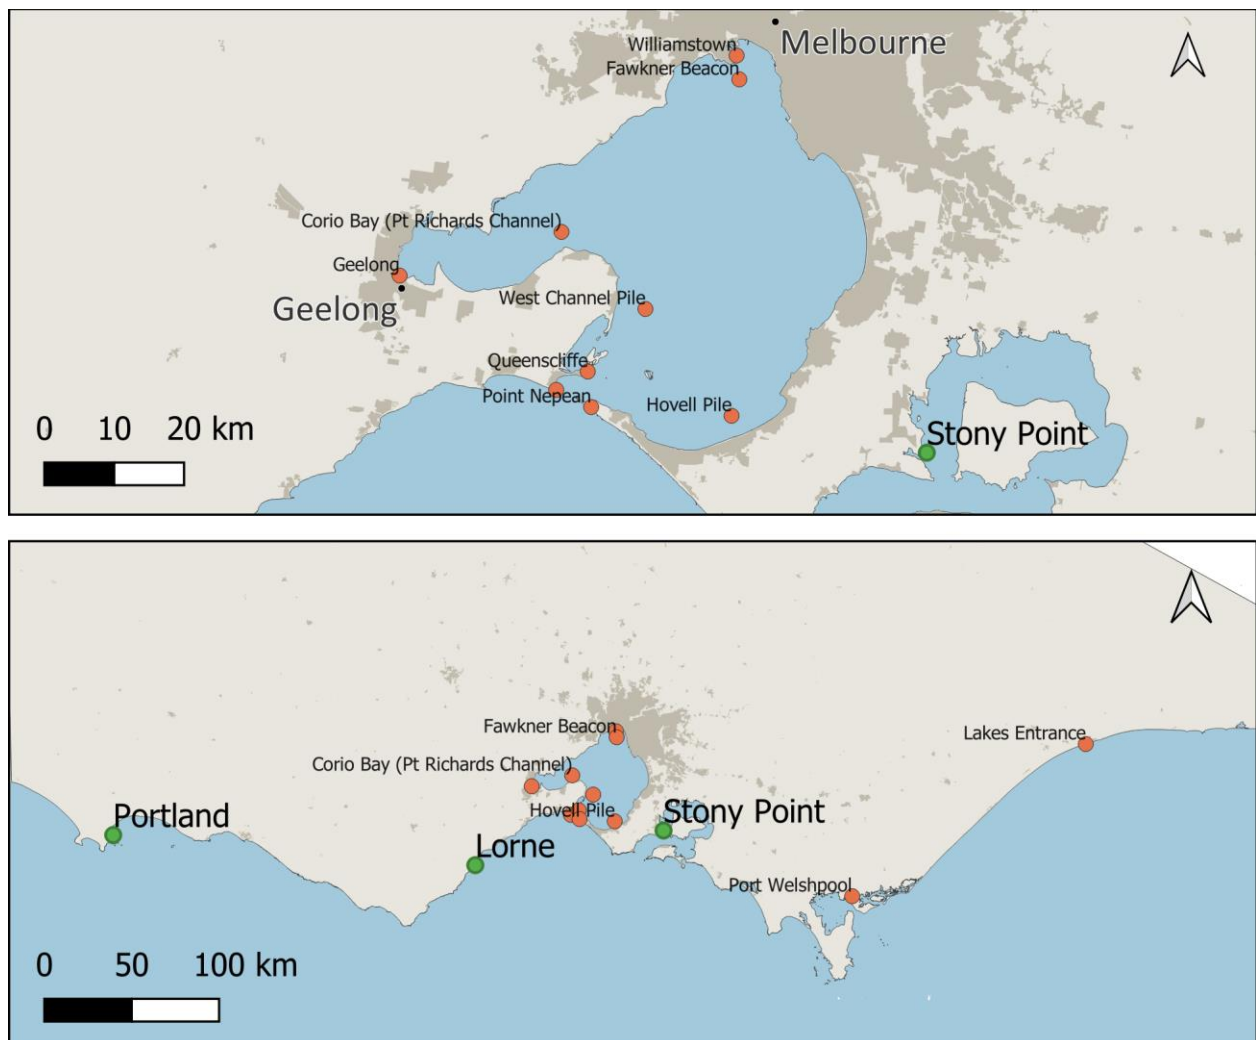 Williamstown
Melbourne
Fawkner Beacon
Corio Bay (Pt Richards Channel)
Geelong
Geelong
West Channel Pile
Queenscliffe
Point Nepean
Hovell Pile
Stony Point
0 10 20 km
Fawkner Beacon
Lakes Entrance
Corio Bay (Pt Richards Channel)
Portland
Hovell Pile
Stony Point
Lorne
Port Welshpool
0 50 100 km